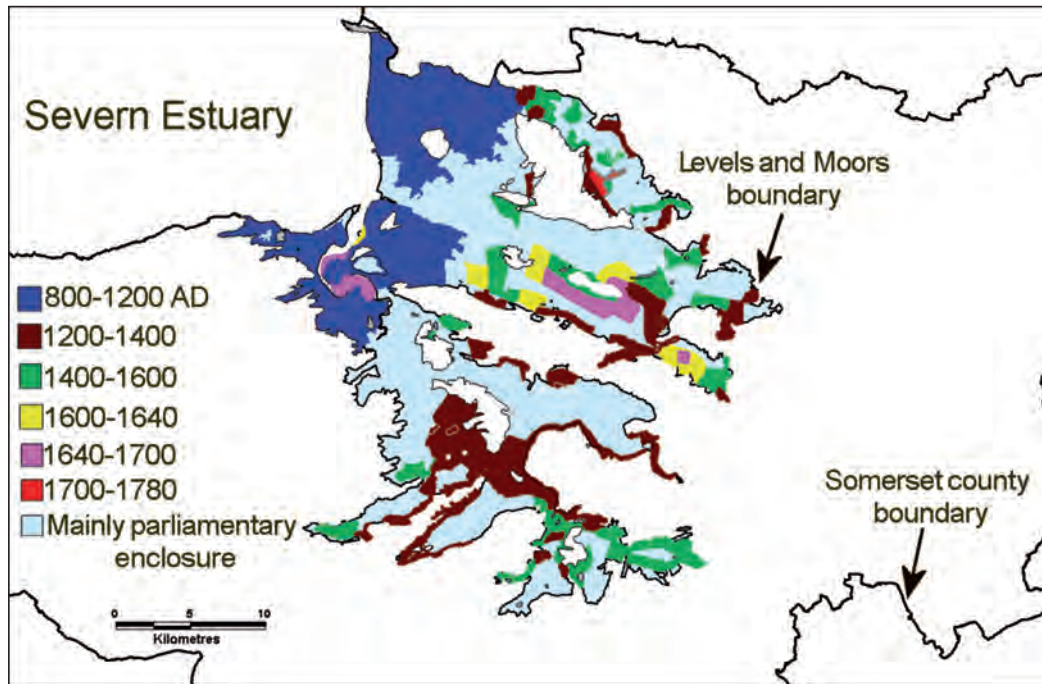 Severn Estuary
Levels and Moors
boundary
800-1200 AD
1200-1400
1400-1600
1600-1640
1640-1700
1700-1780
Mainly parliamentary
enclosure
Somerset county
boundary
0 5 10
Kilometres